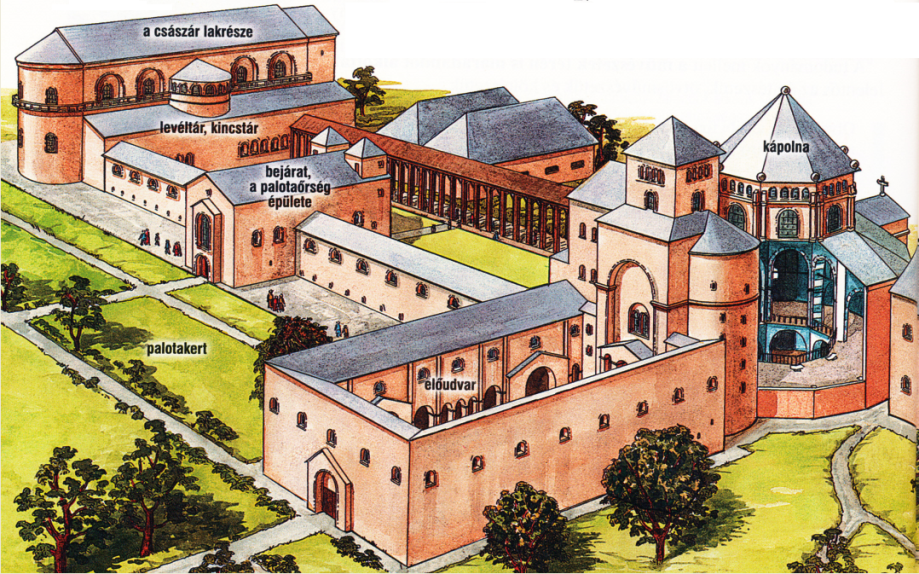 a császár lakrésze
levéltár, kincstár
bejárat,
a palotaőrség
épülete
kápolna
palotakert
előudvar